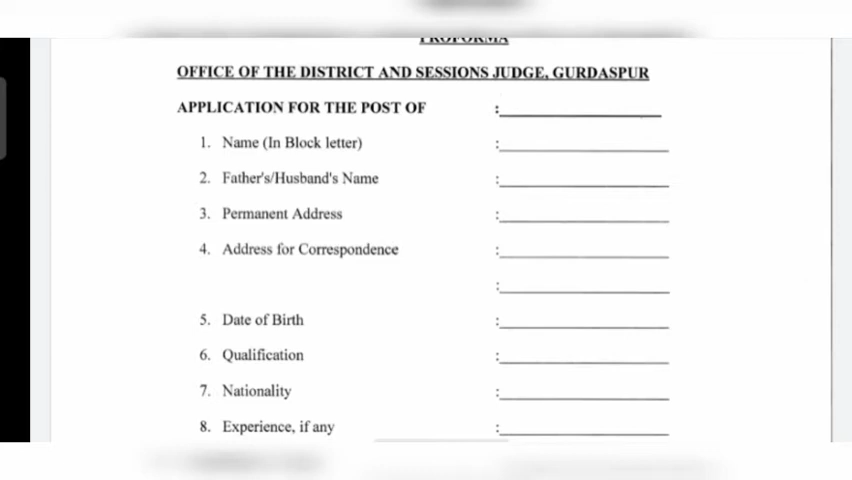 PROFORMA
OFFICE OF THE DISTRICT AND SESSIONS JUDGE, GURDASPUR
APPLICATION FOR THE POST OF :
1. Name (In Block letter) :
2. Father's/Husband's Name :
3. Permanent Address :
4. Address for Correspondence :
:
5. Date of Birth :
6. Qualification :
7. Nationality :
8. Experience, if any :